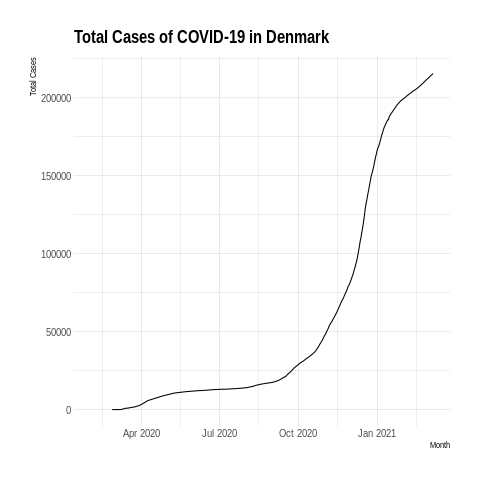 Total Cases of COVID-19 in Denmark
Total Cases
200000
150000
100000
50000
0
Apr 2020 Jul 2020 Oct 2020 Jan 2021
Month